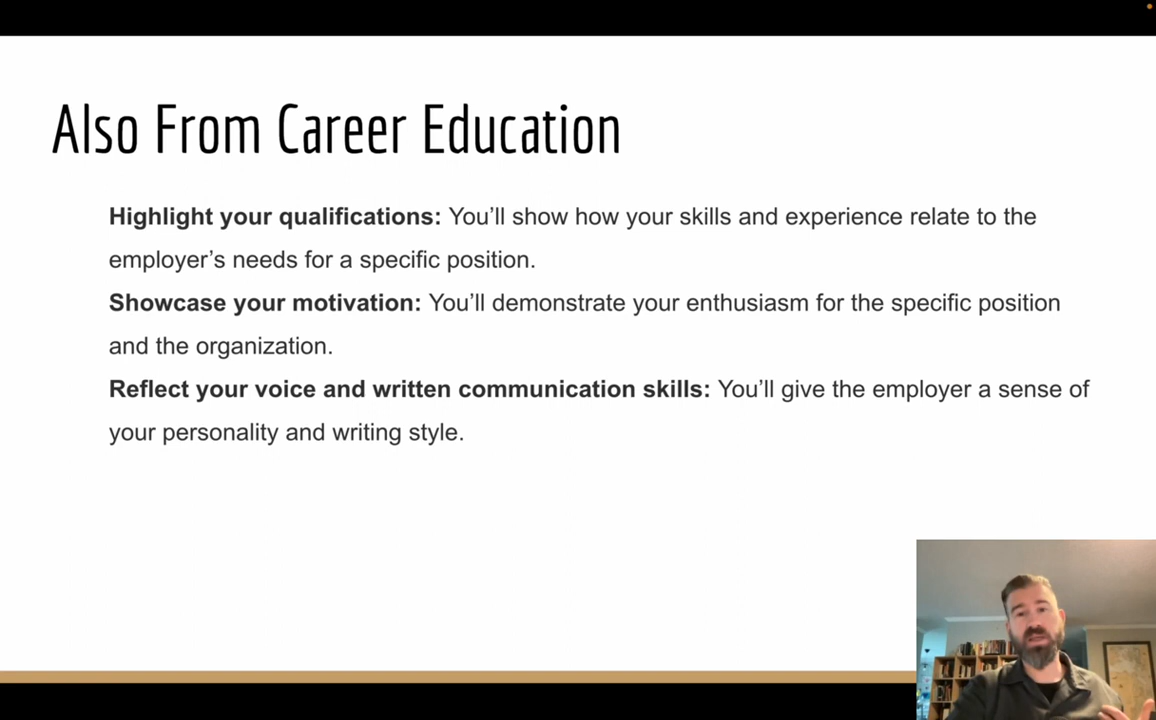 Also From Career Education
Highlight your qualifications: You’ll show how your skills and experience relate to the
employer’s needs for a specific position.
Showcase your motivation: You’ll demonstrate your enthusiasm for the specific position
and the organization.
Reflect your voice and written communication skills: You’ll give the employer a sense of
your personality and writing style.